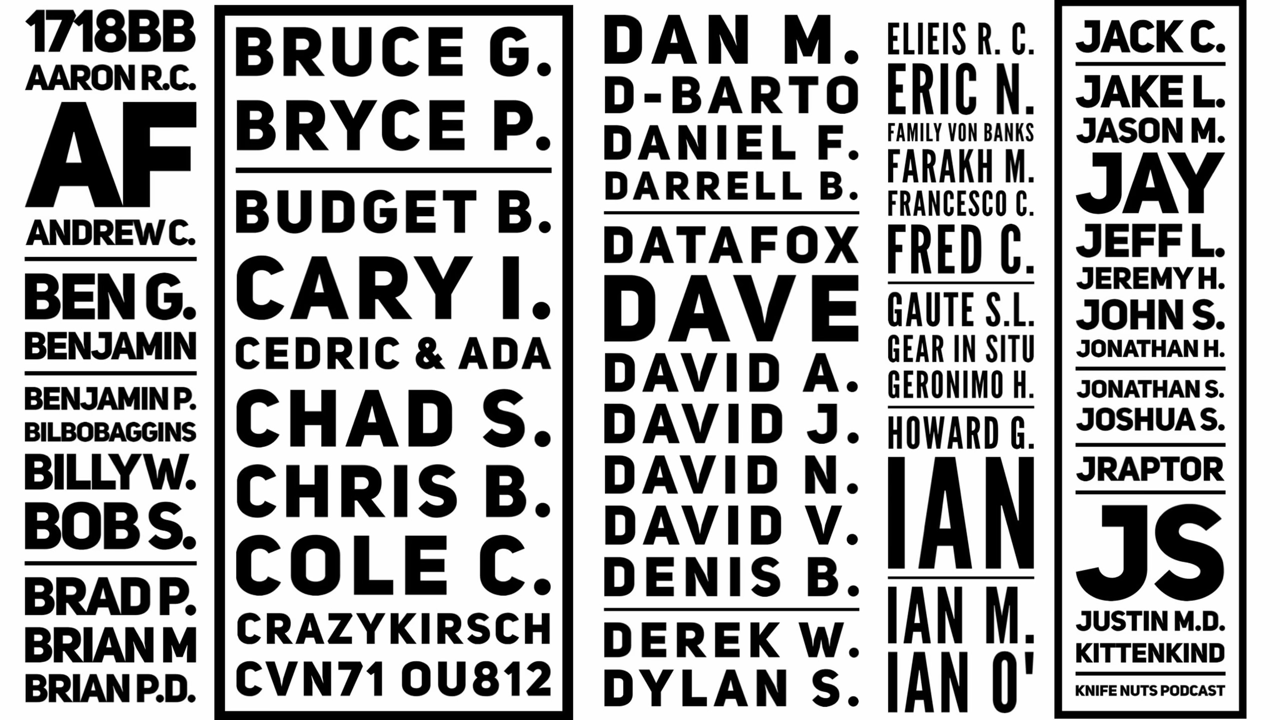 1718BB
AARON R.C.
AF
ANDREW C.
BEN G.
BENJAMIN
BENJAMIN P.
BILBOBAGGINS
BILLY W.
BOB S.
BRAD P.
BRIAN M
BRIAN P.D.
BRUCE G.
BRYCE P.
BUDGET B.
CARY I.
CEDRIC & ADA
CHAD S.
CHRIS B.
COLE C.
CRAZYKIRSCH
CVN71 OU812
DAN M.
D-BARTO
DANIEL F.
DARRELL B.
DATAFOX
DAVE
DAVID A.
DAVID J.
DAVID N.
DAVID V.
DENIS B.
DEREK W.
DYLAN S.
ELIEIS R. C.
ERIC N.
FAMILY VON BANKS
FARAKH M.
FRANCESCO C.
FRED C.
GAUTE S.L.
GEAR IN SITU
GERONIMO H.
HOWARD G.
IAN
IAN M.
IAN O'
JACK C.
JAKE L.
JASON M.
JAY
JEFF L.
JEREMY H.
JOHN S.
JONATHAN H.
JONATHAN S.
JOSHUA S.
JRAPTOR
JS
JUSTIN M.D.
KITTENKIND
KNIFE NUTS PODCAST